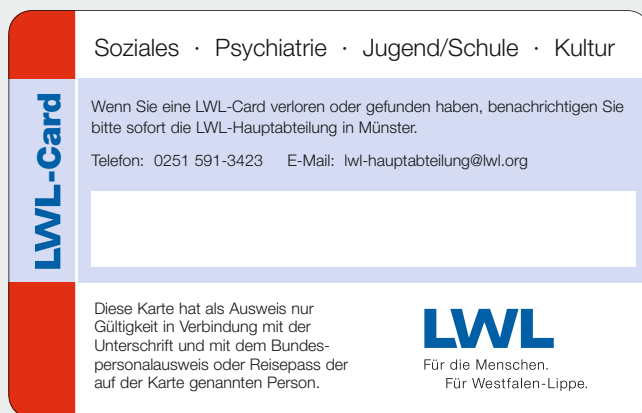 Soziales · Psychiatrie · Jugend/Schule · Kultur
LWL-Card
Wenn Sie eine LWL-Card verloren oder gefunden haben, benachrichtigen Sie
bitte sofort die LWL-Hauptabteilung in Münster.
Telefon: 0251 591-3423 E-Mail: lwl-hauptabteilung@lwl.org
Diese Karte hat als Ausweis nur
Gültigkeit in Verbindung mit der
Unterschrift und mit dem Bundes-
personalausweis oder Reisepass der
auf der Karte genannten Person.
LWL
Für die Menschen.
Für Westfalen-Lippe.